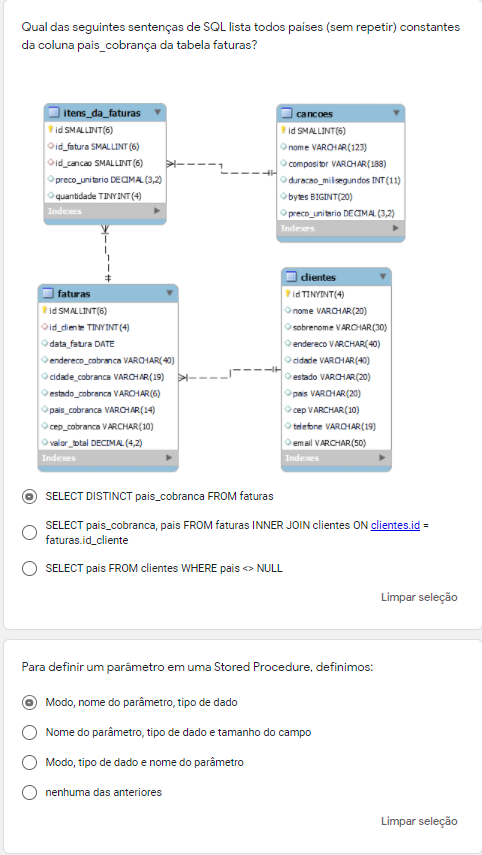 Qual das seguintes sentenças de SQL lista todos países (sem repetir) constantes
da coluna pais_cobrança da tabela faturas?
itens_da_faturas
id SMALLINT(6)
id_fatura SMALLINT(6)
id_cancao SMALLINT(6)
preco_unitario DECIMAL(3,2)
quantidade TINYINT(4)
Indexes
cancoes
id SMALLINT(6)
nome VARCHAR(123)
compositor VARCHAR(188)
duracao_milisegundos INT(11)
bytes BIGINT(20)
preco_unitario DECIMAL(3,2)
Indexes
faturas
id SMALLINT(6)
id_cliente TINYINT(4)
data_fatura DATE
endereco_cobranca VARCHAR(40)
cidade_cobranca VARCHAR(19)
estado_cobranca VARCHAR(6)
pais_cobranca VARCHAR(14)
cep_cobranca VARCHAR(10)
valor_total DECIMAL(4,2)
Indexes
clientes
id TINYINT(4)
nome VARCHAR(20)
sobrenome VARCHAR(30)
endereco VARCHAR(40)
cidade VARCHAR(40)
estado VARCHAR(20)
pais VARCHAR(20)
cep VARCHAR(10)
telefone VARCHAR(19)
email VARCHAR(50)
Indexes
SELECT DISTINCT pais_cobranca FROM faturas
SELECT pais_cobranca, pais FROM faturas INNER JOIN clientes ON clientes.id =
faturas.id_cliente
SELECT pais FROM clientes WHERE pais <> NULL
Limpar seleção
Para definir um parâmetro em uma Stored Procedure, definimos:
Modo, nome do parâmetro, tipo de dado
Nome do parâmetro, tipo de dado e tamanho do campo
Modo, tipo de dado e nome do parâmetro
nenhuma das anteriores
Limpar seleção